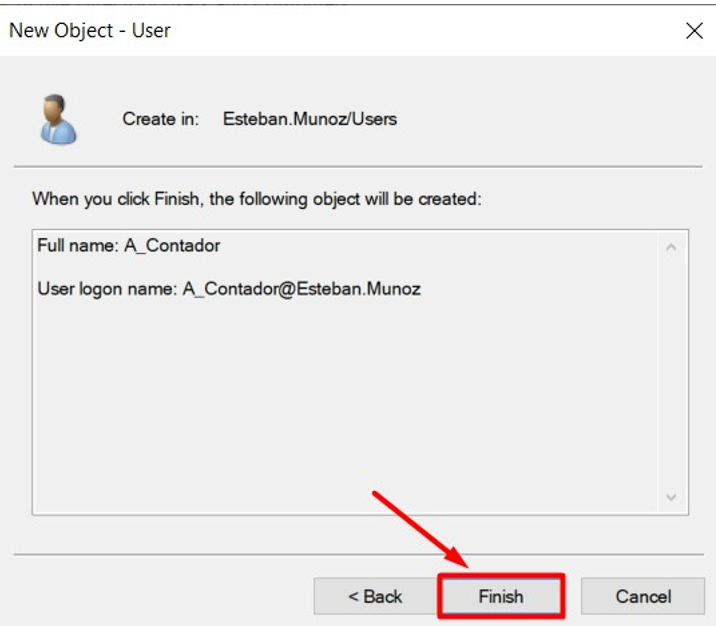 New Object - User
Create in: Esteban.Munoz/Users
When you click Finish, the following object will be created:
Full name: A_Contador
User logon name: A_Contador@Esteban.Munoz
< Back Finish Cancel